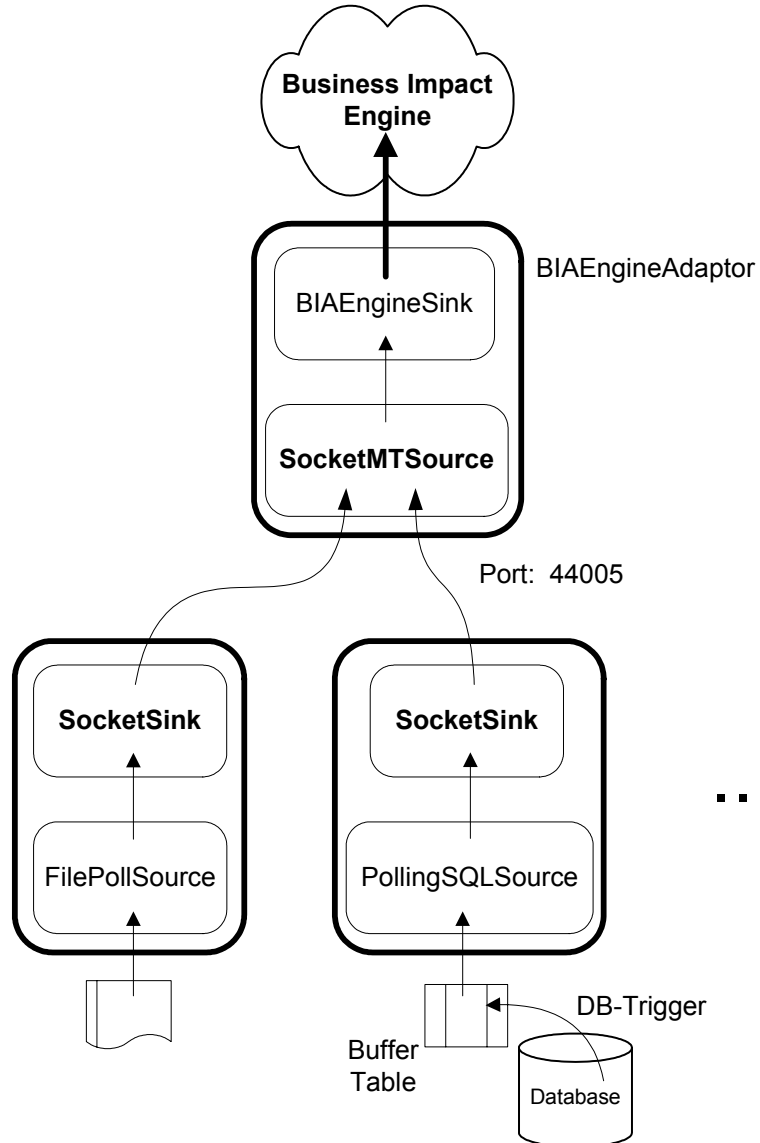 Business Impact
Engine
BIAEngineAdaptor
BIAEngineSink
SocketMTSource
Port: 44005
SocketSink
SocketSink
FilePollSource
PollingSQLSource
..
DB-Trigger
Buffer
Table
Database